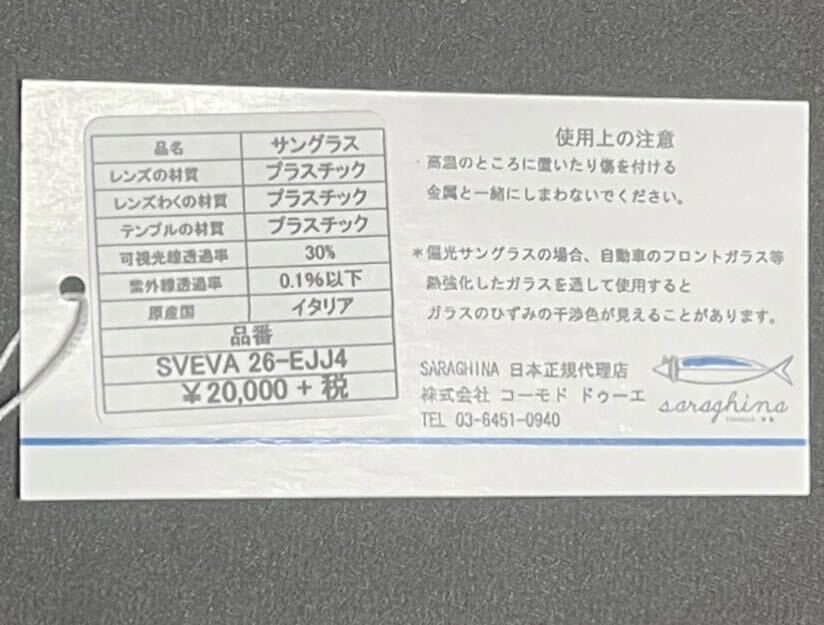 品名 サングラス
レンズの材質 プラスチック
レンズわくの材質 プラスチック
テンプルの材質 プラスチック
可視光線透過率 30%
紫外線透過率 0.1%以下
原産国 イタリア
品番
SVEVA 26-EJJ4
¥20,000 + 税
使用上の注意
・高温のところに置いたり傷を付ける
金属と一緒にしまわないでください。
*偏光サングラスの場合、自動車のフロントガラス等
熱強化したガラスを通して使用すると
ガラスのひずみの干渉色が見えることがあります。
SARAGHINA 日本正規代理店
株式会社 コーモド ドゥーエ
TEL 03-6451-0940
saraghina